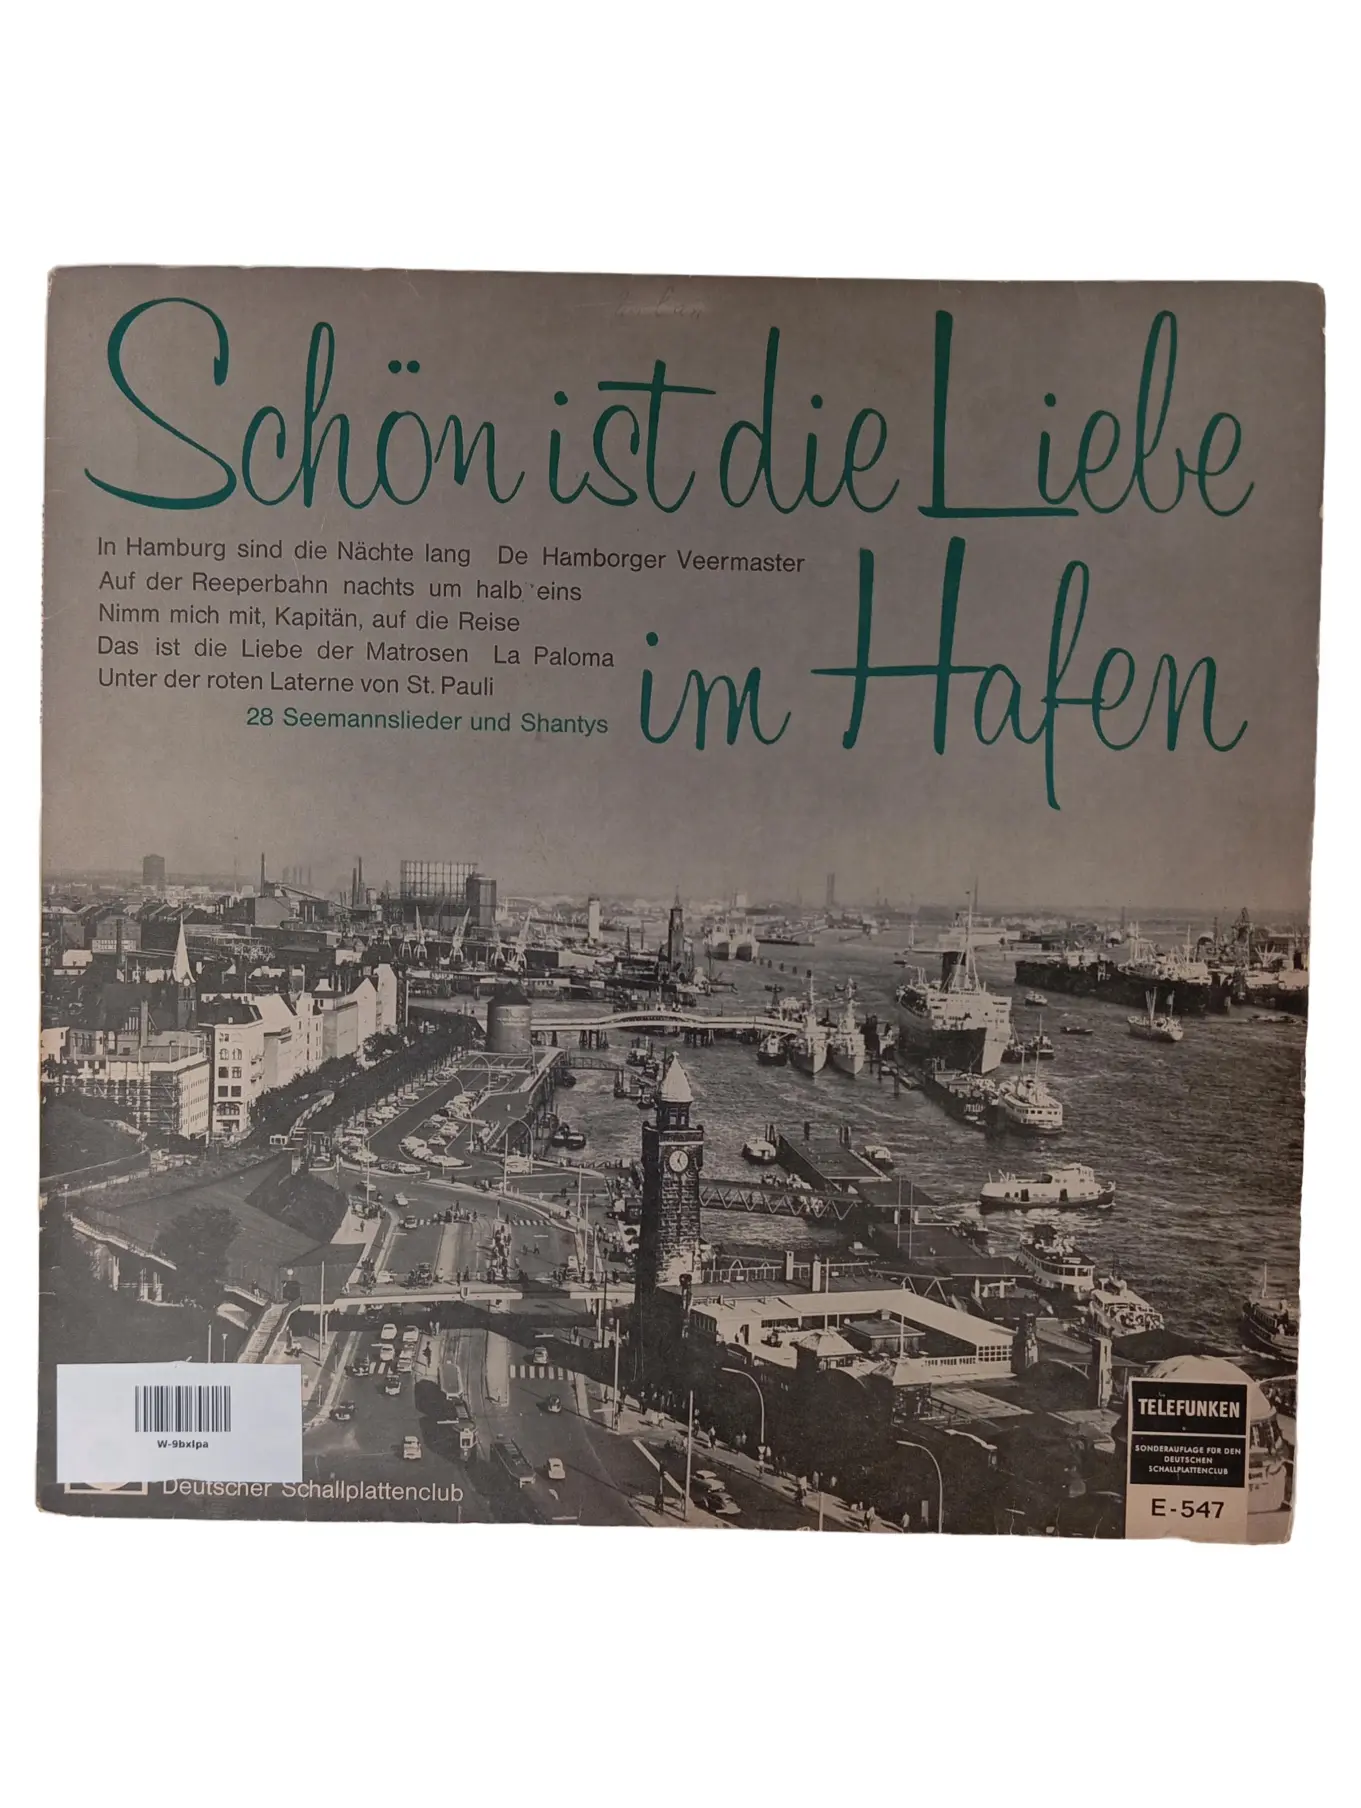 Schön ist die Liebe
im Hafen
In Hamburg sind die Nächte lang De Hamborger Veermaster
Auf der Reeperbahn nachts um halb eins
Nimm mich mit, Kapitän, auf die Reise
Das ist die Liebe der Matrosen La Paloma
Unter der roten Laterne von St. Pauli
28 Seemannslieder und Shantys
W-9bxlpa
Deutscher Schallplattenclub
TELEFUNKEN
SONDERAUFLAGE FÜR DEN
DEUTSCHEN
SCHALLPLATTENCLUB
E-547